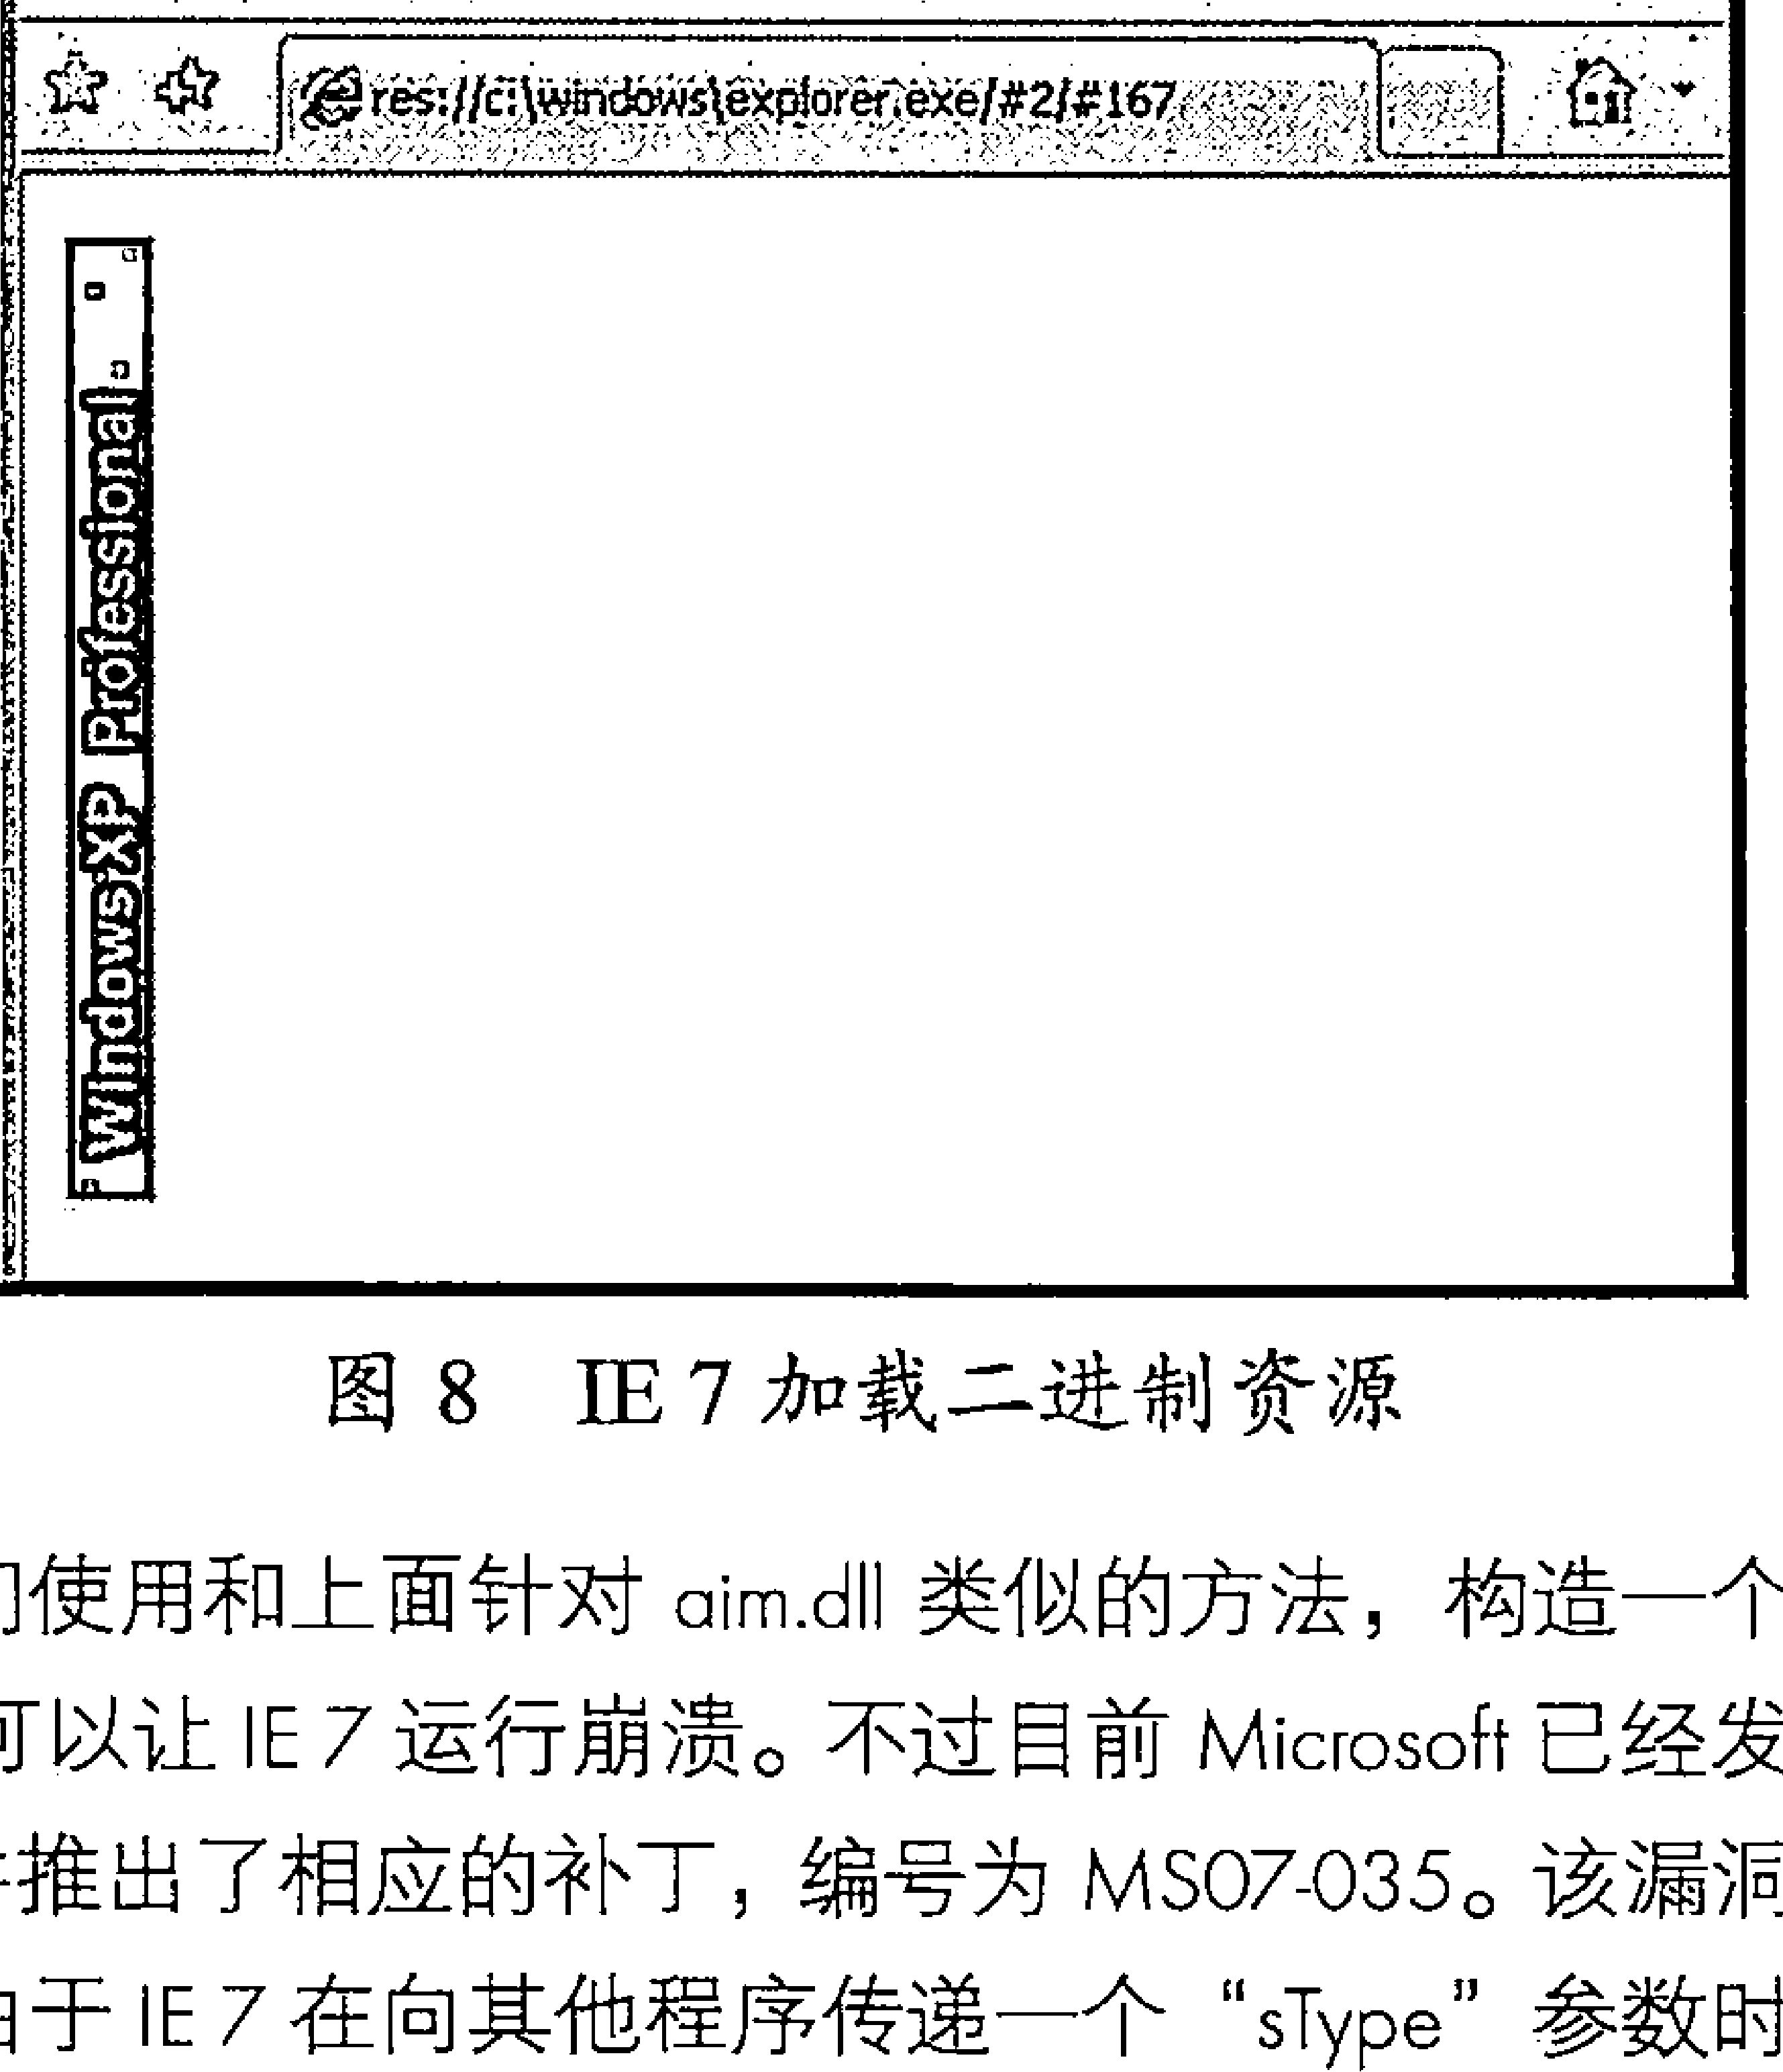 res://c:\windows\explorer.exe/#2/#167
WindowsXP Professional
图 8 IE 7 加载二进制资源
使用和上面针对 aim.dll 类似的方法，构造一个
可以让 IE 7 运行崩溃。不过目前 Microsoft 已经发
推出了相应的补丁，编号为 MS07-035。该漏洞
由于 IE 7 在向其他程序传递一个“sType”参数时